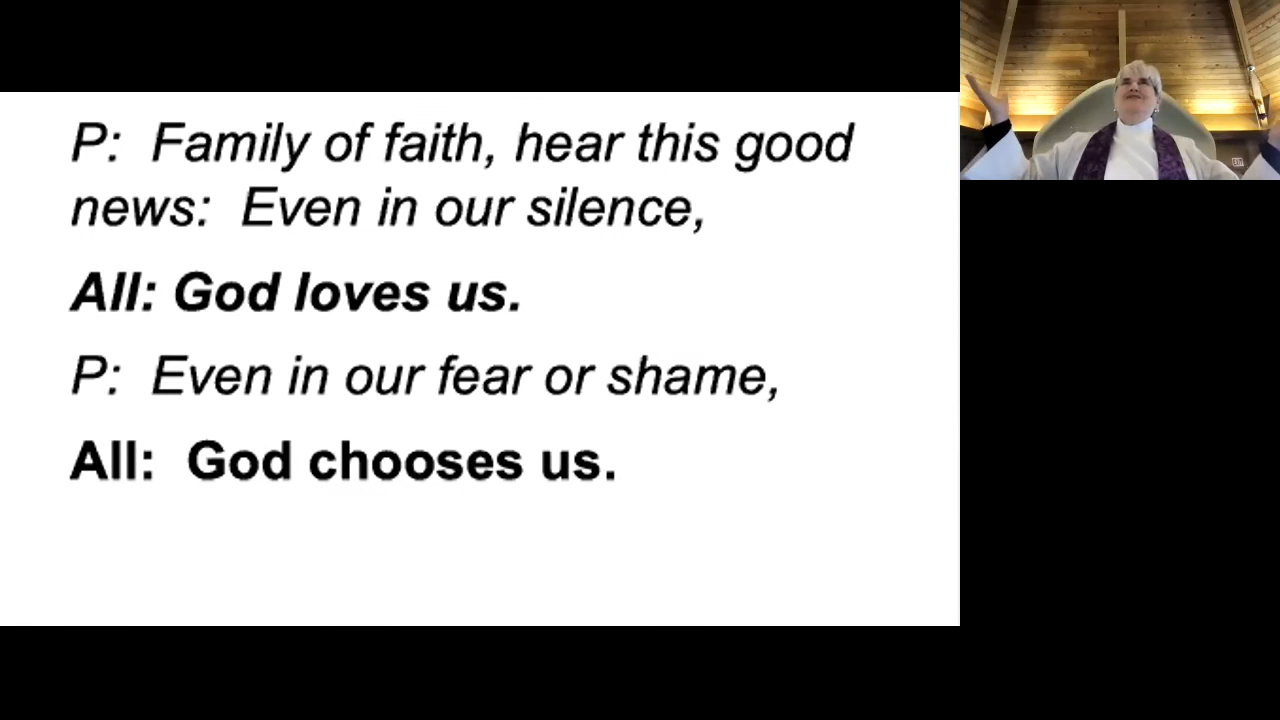 P:  Family of faith, hear this good
news:  Even in our silence,
All: God loves us.
P:  Even in our fear or shame,
All:  God chooses us.